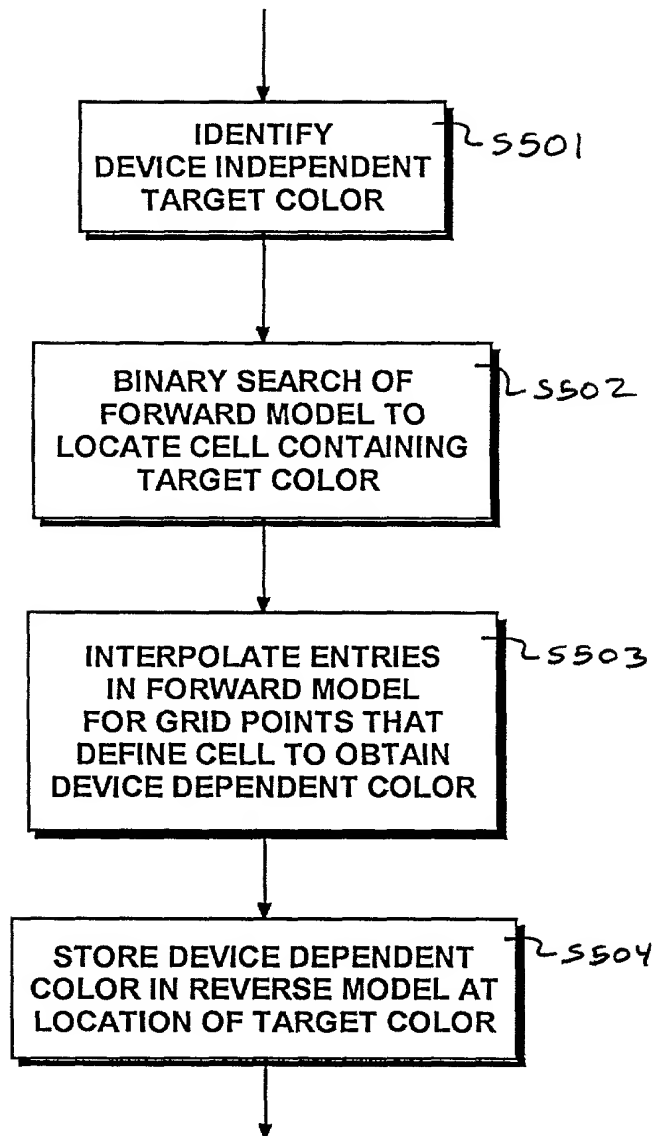 IDENTIFY
DEVICE INDEPENDENT
TARGET COLOR
S501
BINARY SEARCH OF
FORWARD MODEL TO
LOCATE CELL CONTAINING
TARGET COLOR
S502
INTERPOLATE ENTRIES
IN FORWARD MODEL
FOR GRID POINTS THAT
DEFINE CELL TO OBTAIN
DEVICE DEPENDENT COLOR
S503
STORE DEVICE DEPENDENT
COLOR IN REVERSE MODEL AT
LOCATION OF TARGET COLOR
S504